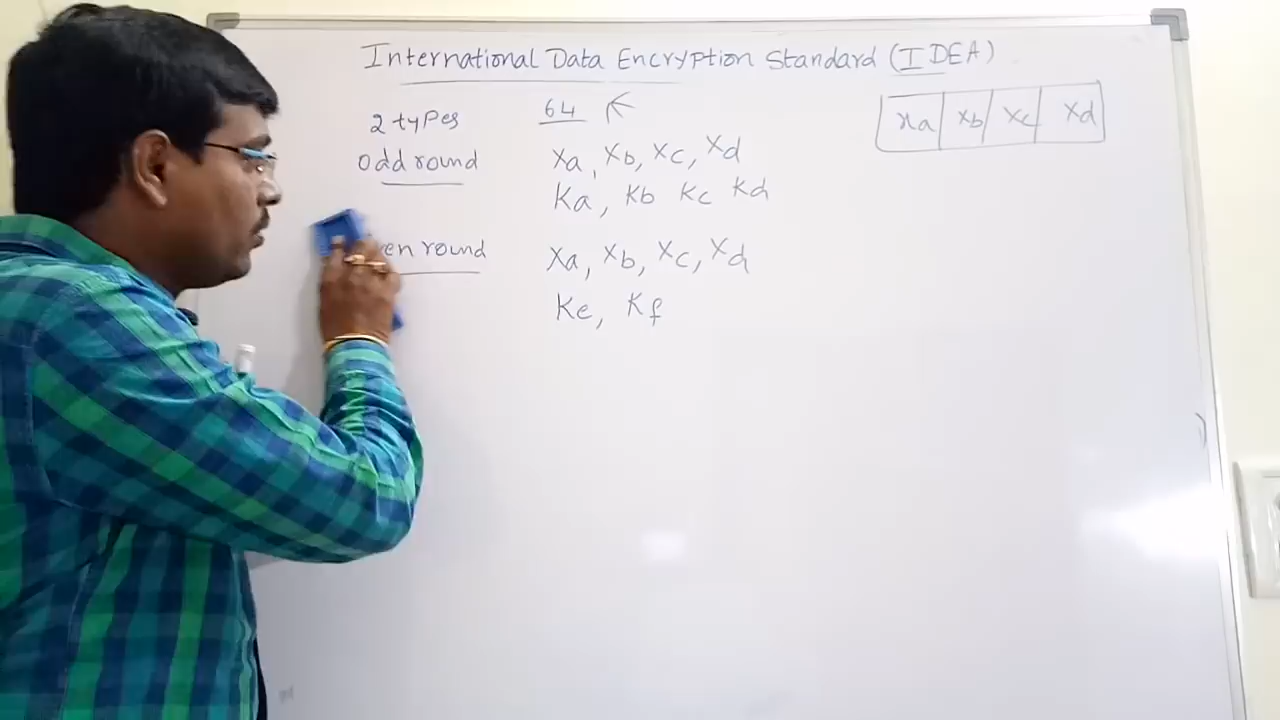 International Data Encryption Standard (IDEA)
2 types 64
Odd round Xa, Xb, Xc, Xd
Ka, Kb Kc Kd
round Xa, Xb, Xc, Xd
Ke, Kf
Xa Xb Xc Xd